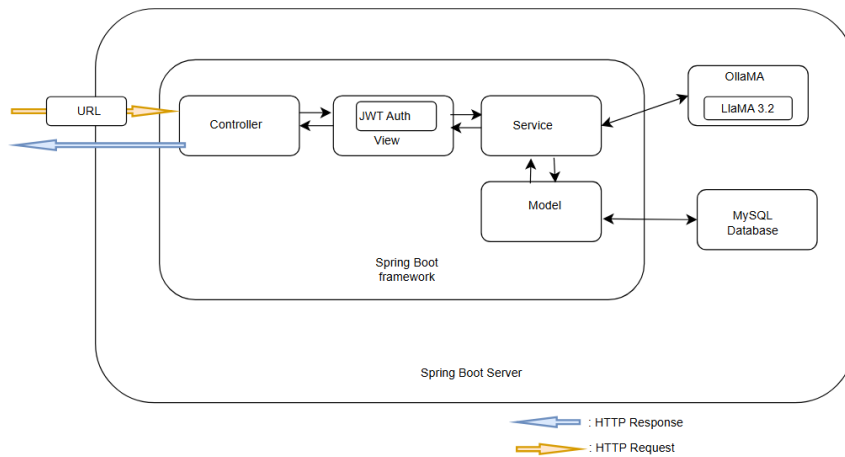 OllaMA
LlaMA 3.2
URL
Controller
JWT Auth
View
Service
Model
MySQL
Database
Spring Boot
framework
Spring Boot Server
: HTTP Response
: HTTP Request